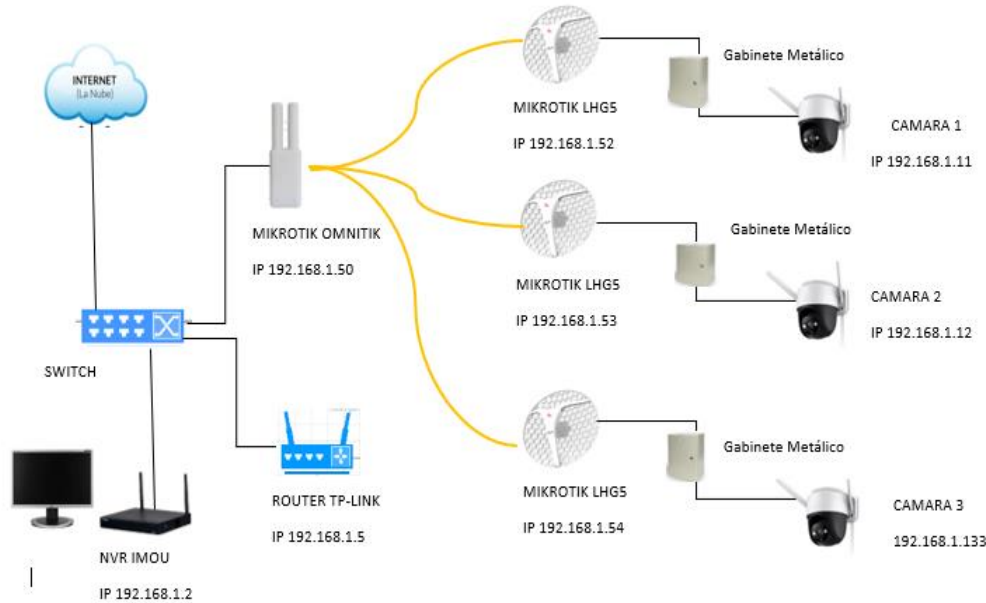 INTERNET
(La Nube)
MIKROTIK OMNITIK
IP 192.168.1.50
SWITCH
NVR IMOU
IP 192.168.1.2
ROUTER TP-LINK
IP 192.168.1.5
MIKROTIK LHG5
IP 192.168.1.52
Gabinete Metálico
CAMARA 1
IP 192.168.1.11
MIKROTIK LHG5
IP 192.168.1.53
Gabinete Metálico
CAMARA 2
IP 192.168.1.12
MIKROTIK LHG5
IP 192.168.1.54
Gabinete Metálico
CAMARA 3
192.168.1.133